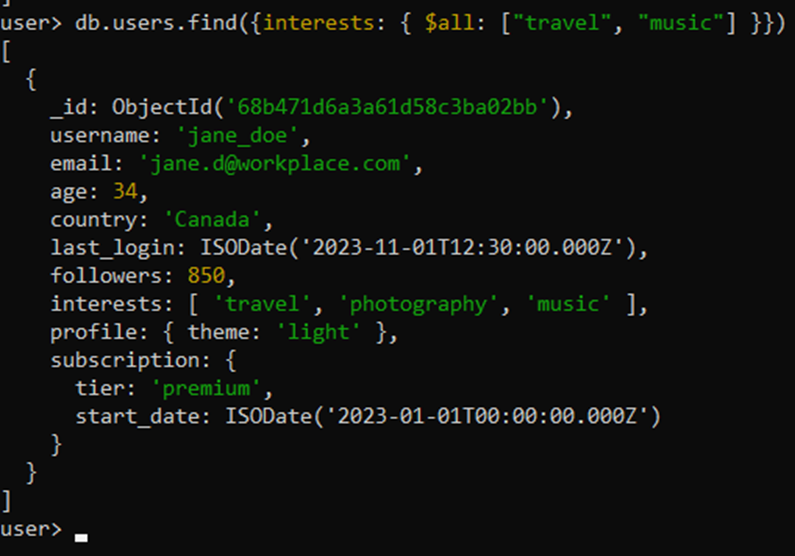 ]
user> db.users.find({interests: { $all: ["travel", "music"] }})
[
  {
    _id: ObjectId('68b471d6a3a61d58c3ba02bb'),
    username: 'jane_doe',
    email: 'jane.d@workplace.com',
    age: 34,
    country: 'Canada',
    last_login: ISODate('2023-11-01T12:30:00.000Z'),
    followers: 850,
    interests: [ 'travel', 'photography', 'music' ],
    profile: { theme: 'light' },
    subscription: {
      tier: 'premium',
      start_date: ISODate('2023-01-01T00:00:00.000Z')
    }
  }
]
user>